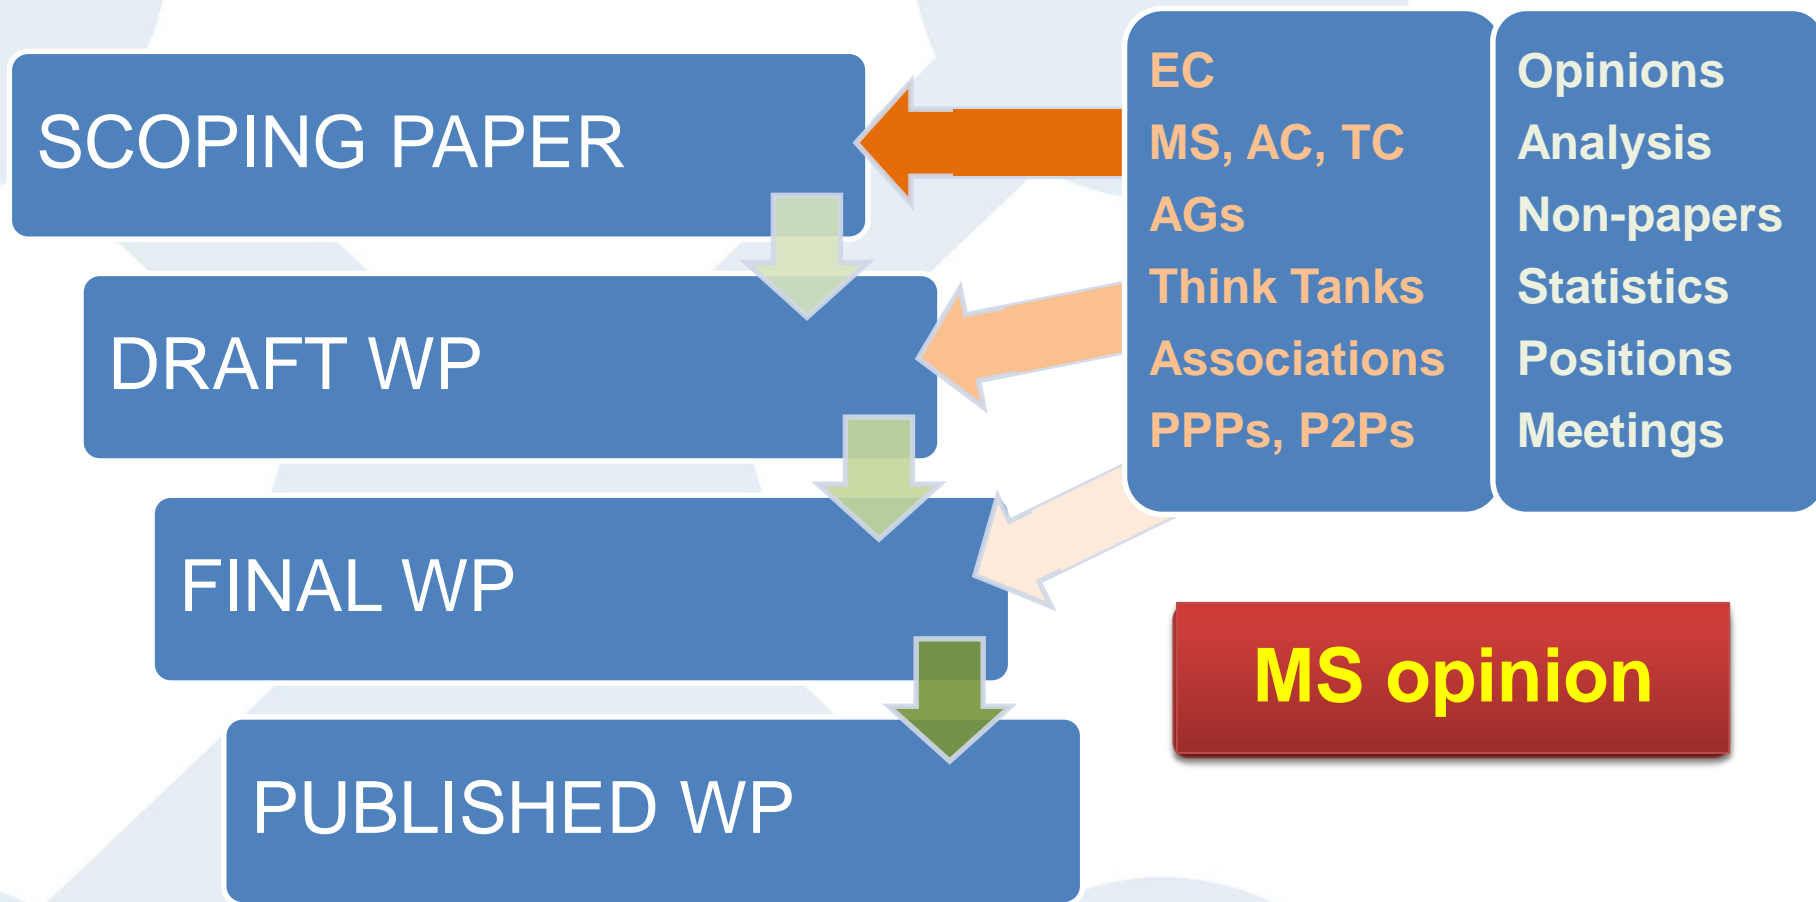 SCOPING PAPER
DRAFT WP
FINAL WP
PUBLISHED WP
EC
MS, AC, TC
AGs
Think Tanks
Associations
PPPs, P2Ps
Opinions
Analysis
Non-papers
Statistics
Positions
Meetings
MS opinion